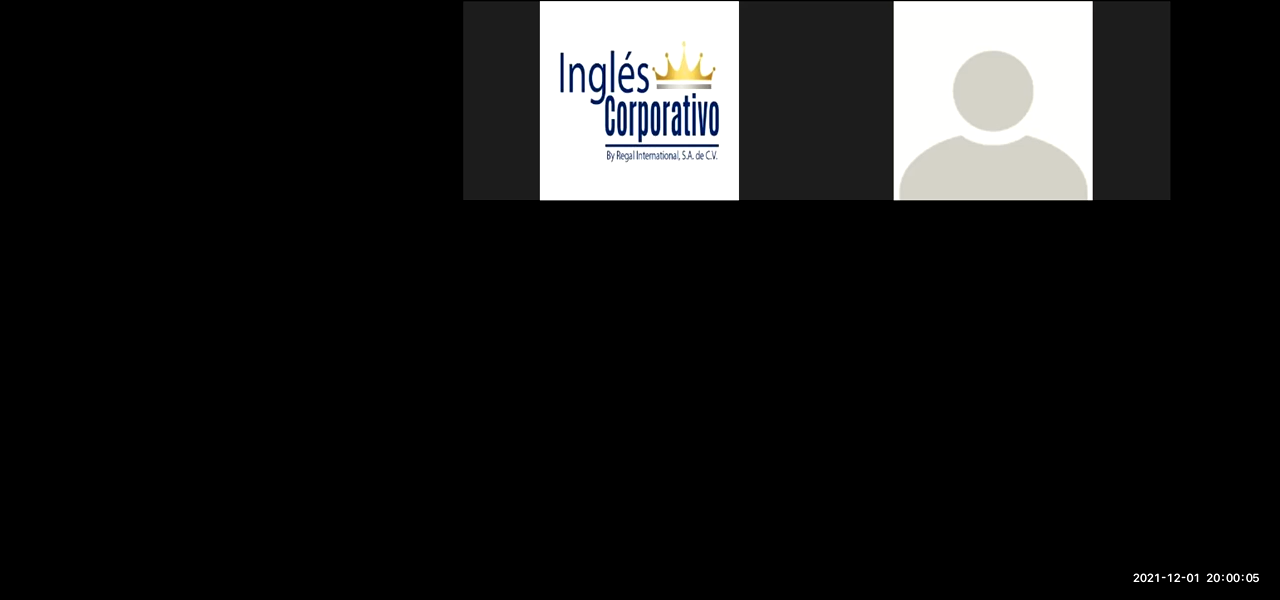 Inglés
Corporativo
By Regal International, S.A. de C.V.
2021-12-01 20:00:05